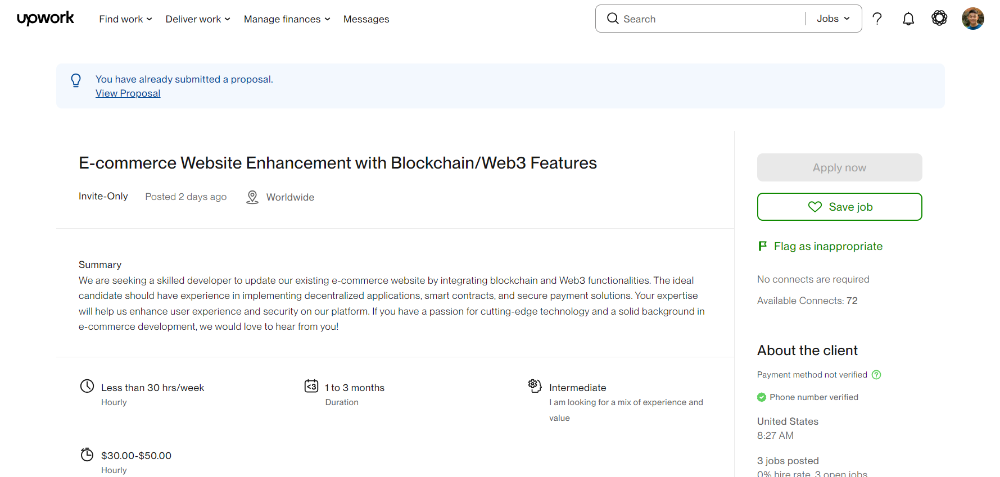 upwork
Find work
Deliver work
Manage finances
Messages
Search
Jobs
You have already submitted a proposal.
View Proposal
E-commerce Website Enhancement with Blockchain/Web3 Features
Invite-Only
Posted 2 days ago
Worldwide
Summary
We are seeking a skilled developer to update our existing e-commerce website by integrating blockchain and Web3 functionalities. The ideal
candidate should have experience in implementing decentralized applications, smart contracts, and secure payment solutions. Your expertise
will help us enhance user experience and security on our platform. If you have a passion for cutting-edge technology and a solid background in
e-commerce development, we would love to hear from you!
Less than 30 hrs/week
Hourly
<3
1 to 3 months
Duration
Intermediate
I am looking for a mix of experience and
value
$30.00-$50.00
Hourly
Apply now
Save job
Flag as inappropriate
No connects are required
Available Connects: 72
About the client
Payment method not verified
Phone number verified
United States
8:27 AM
3 jobs posted
0% hire rate, 3 open jobs